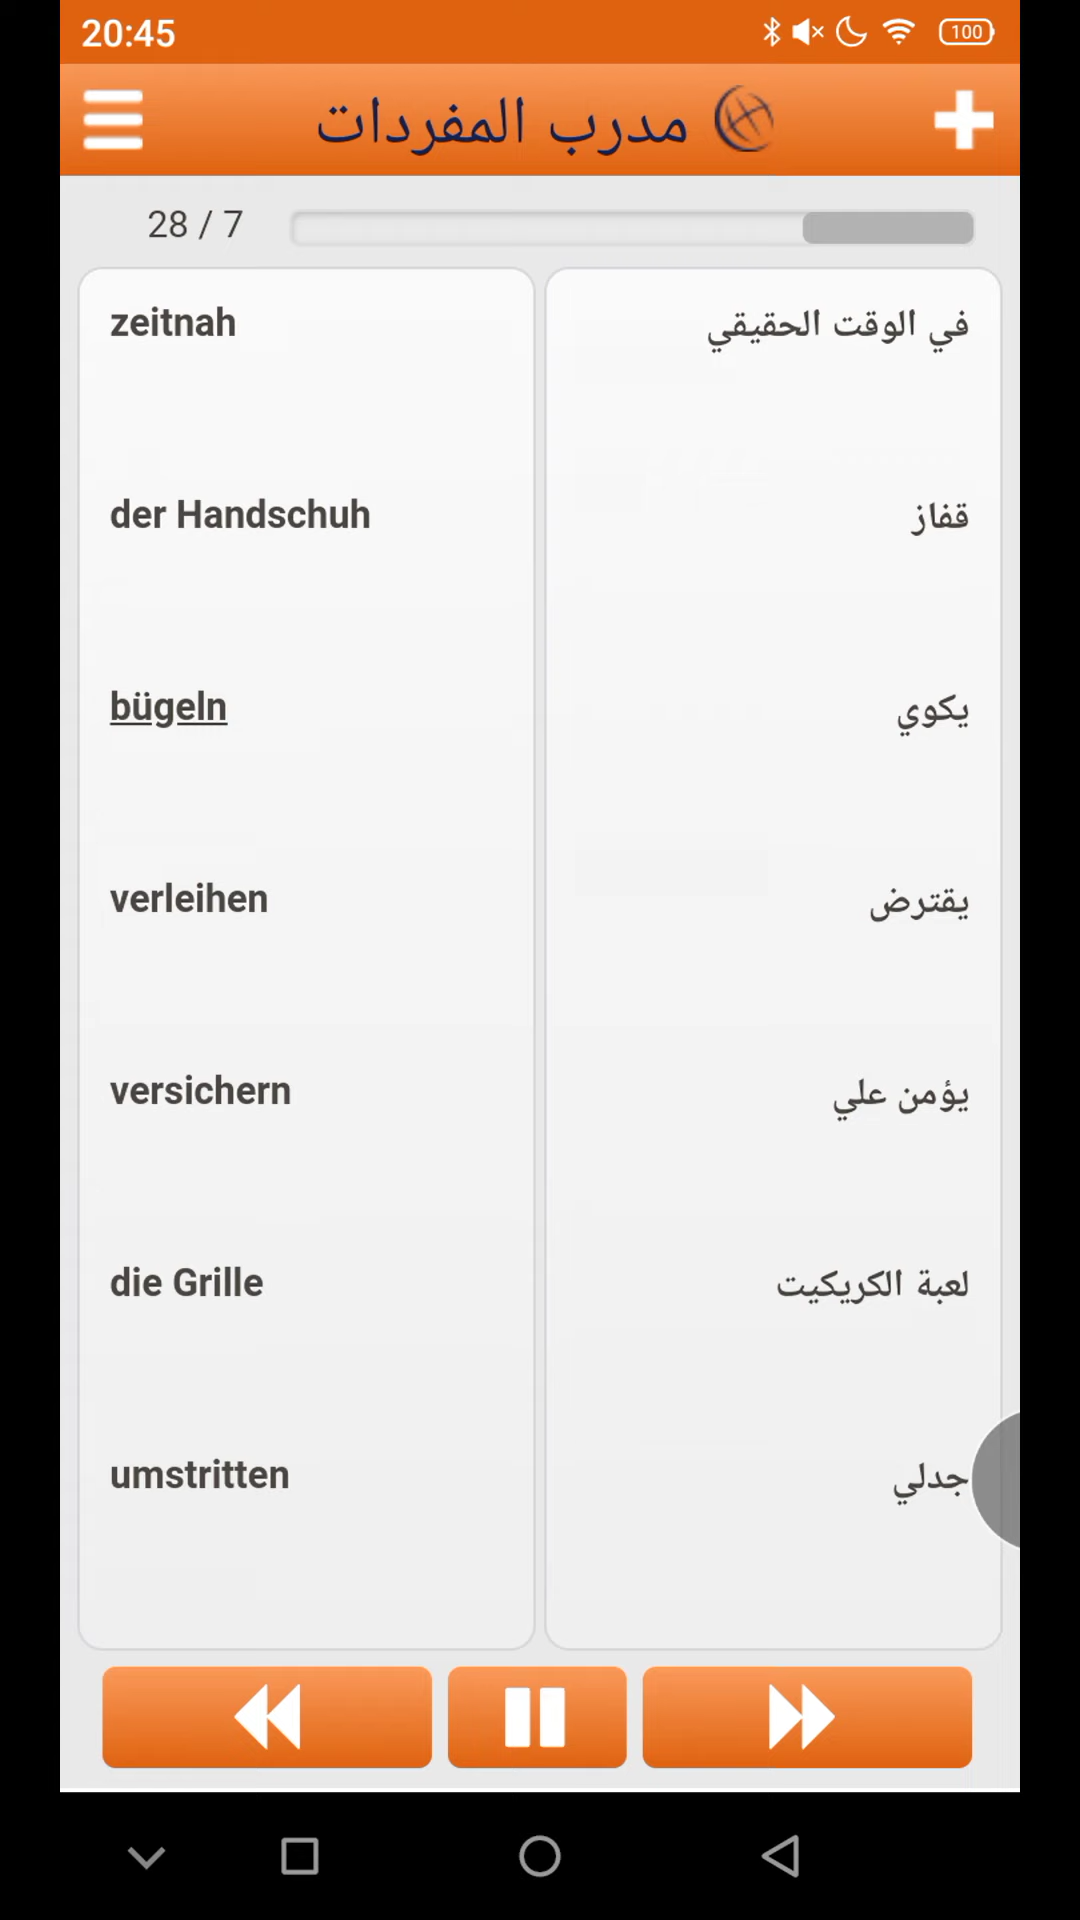 20:45
100
مدرب المفردات
28 / 7
zeitnah
في الوقت الحقيقي
der Handschuh
قفاز
bügeln
يكوي
verleihen
يقترض
versichern
يؤمن علي
die Grille
لعبة الكريكيت
umstritten
جدلي